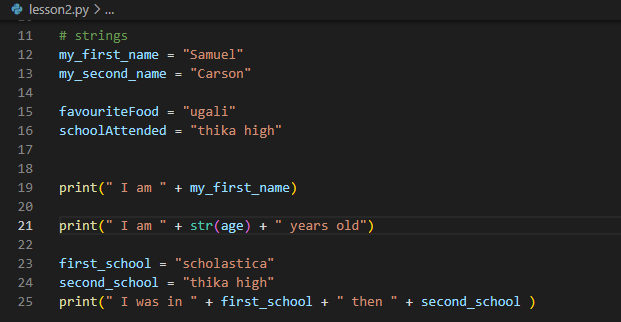 lesson2.py > ...
11 # strings
12 my_first_name = "Samuel"
13 my_second_name = "Carson"
14
15 favouriteFood = "ugali"
16 schoolAttended = "thika high"
17
18
19 print(" I am " + my_first_name)
20
21 print(" I am " + str(age) + " years old")
22
23 first_school = "scholastica"
24 second_school = "thika high"
25 print(" I was in " + first_school + " then " + second_school )